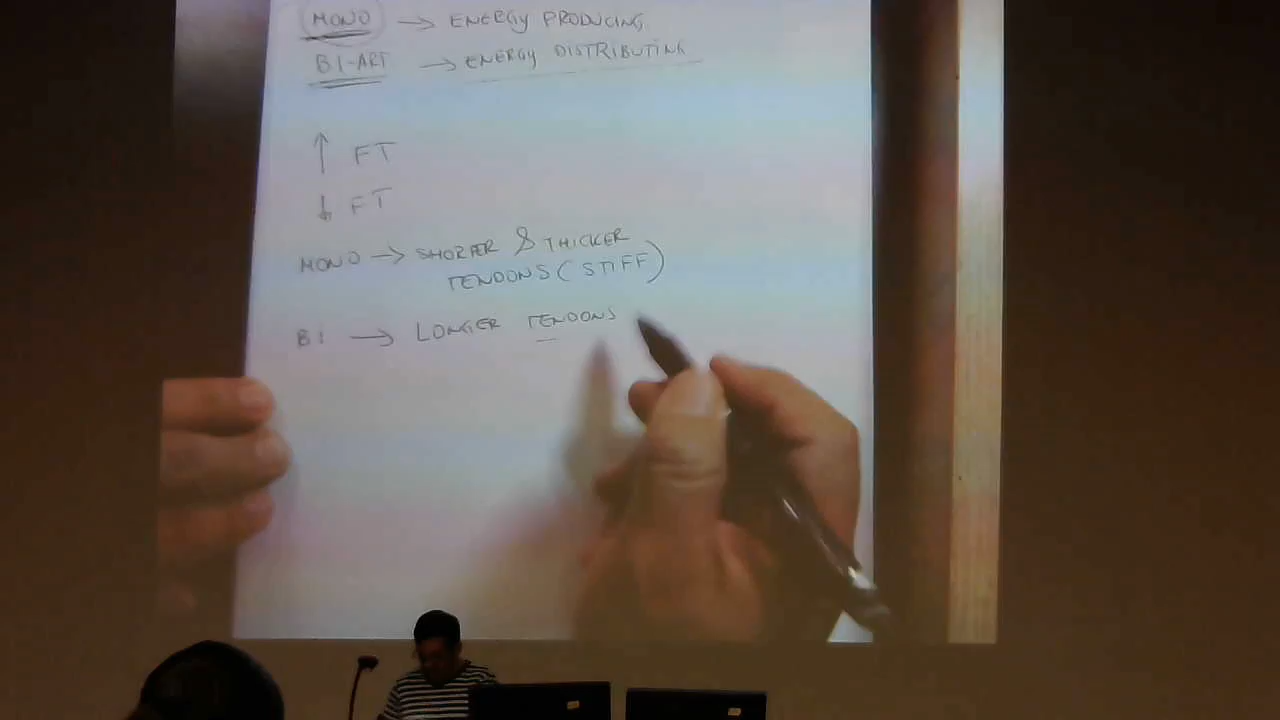 MONO → ENERGY PRODUCING
BI-ART → ENERGY DISTRIBUTING
↑ FT
↓ FT
MONO → SHORTER & THICKER
TENDONS (STIFF)
BI → LONGER TENDONS